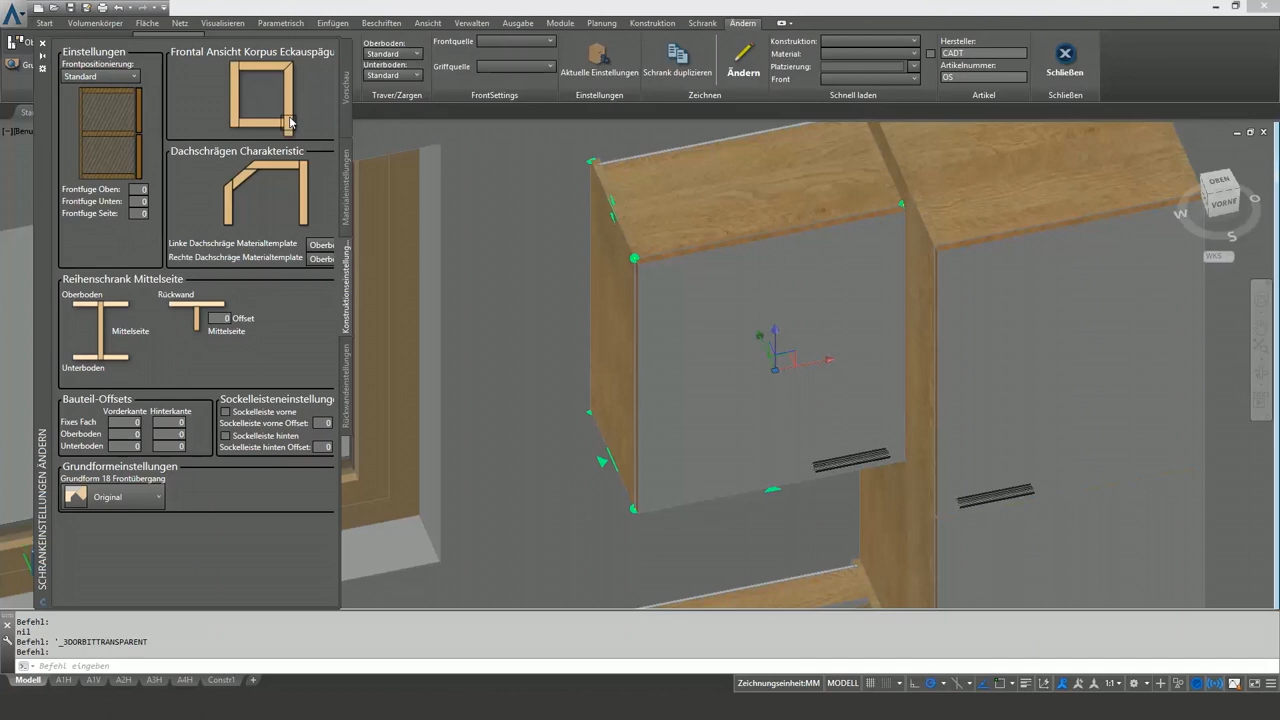 Start Volumenkörper Fläche Netz Visualisieren Parametrisch Einfügen Beschriften Ansicht Verwalten Ausgabe Module Planung Konstruktion Schrank Ändern
Oberboden:
Standard
Unterboden:
Standard
Traver/Zargen
Frontquelle
Griffquelle
FrontSettings
Aktuelle Einstellungen
Einstellungen
Schrank duplizieren
Zeichnen
Ändern
Ändern
Konstruktion:
Material:
Platzierung:
Front
Schnell laden
Hersteller:
CADT
Artikelnummer:
OS
Schließen
Schließen
Einstellungen
Frontpositionierung:
Standard
Frontfuge Oben: 0
Frontfuge Unten: 0
Frontfuge Seite: 0
Frontal Ansicht Korpus Eckauspägu
Dachschrägen Charakteristic
Linke Dachschräge Materialtemplate Oberbo
Rechte Dachschräge Materialtemplate Oberbo
Reihenschrank Mittelseite
Oberboden
Mittelseite
Unterboden
Rückwand
0 Offset
Mittelseite
Bauteil-Offsets
Vorderkante Hinterkante
Fixes Fach 0 0
Oberboden 0 0
Unterboden 0 0
Sockelleisteneinstellung
Sockelleiste vorne
Sockelleiste vorne Offset: 0
Sockelleiste hinten
Sockelleiste hinten Offset: 0
Grundformeinstellungen
Grundform 18 Frontübergang
Original
SCHRANKEINSTELLUNGEN ÄNDERN
Vorschau
Materialeinstellung
Konstruktionseinstellung...
Rückwandeinstellungen
OBEN
VORNE
W
S
O
WKS
Befehl:
nil
Befehl: '_3DORBITTRANSPARENT
Befehl:
Befehl eingeben
Modell A1H A1V A2H A3H A4H Constr1 +
Zeichnungseinheit:MM MODELL 1:1